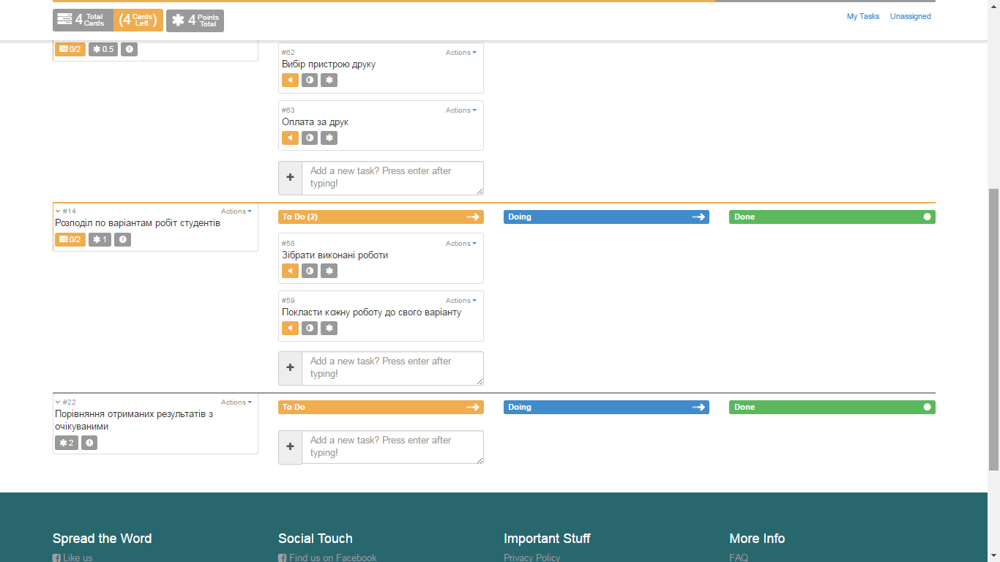 4 Total Cards
(4 Cards Left)
4 Points Total
My Tasks Unassigned
0/2 0.5
#62 Actions
Вибір пристрою друку
#63 Actions
Оплата за друк
Add a new task? Press enter after
typing!
#14 Actions
Розподіл по варіантам робіт студентів
0/2 1
To Do (2) Doing Done
#58 Actions
Зібрати виконані роботи
#59 Actions
Покласти кожну роботу до свого варіанту
Add a new task? Press enter after
typing!
#22 Actions
Порівняння отриманих результатів з
очікуваними
2
To Do Doing Done
Add a new task? Press enter after
typing!
Spread the Word Social Touch Important Stuff More Info
Like us Find us on Facebook Privacy Policy FAQ